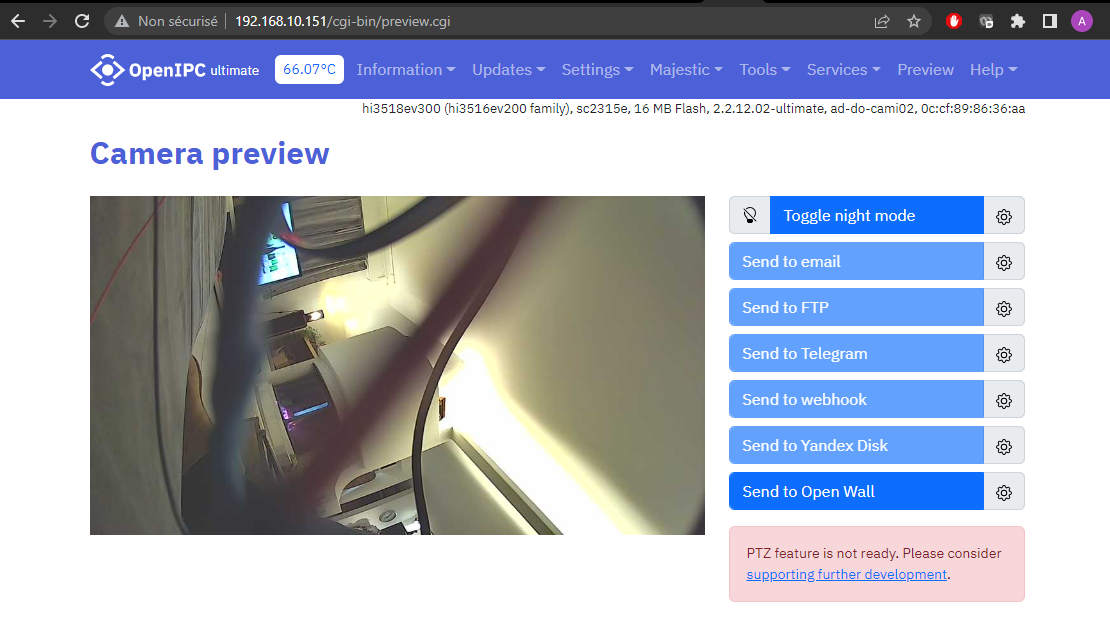 Non sécurisé | 192.168.10.151/cgi-bin/preview.cgi
A
OpenIPC ultimate 66.07°C Information Updates Settings Majestic Tools Services Preview Help
hi3518ev300 (hi3516ev200 family), sc2315e, 16 MB Flash, 2.2.12.02-ultimate, ad-do-cami02, 0c:cf:89:86:36:aa
Camera preview
Toggle night mode
Send to email
Send to FTP
Send to Telegram
Send to webhook
Send to Yandex Disk
Send to Open Wall
PTZ feature is not ready. Please consider
supporting further development.